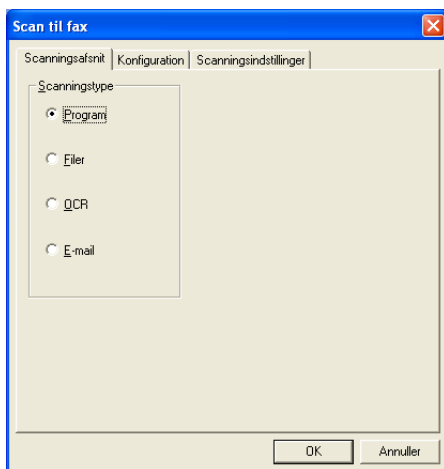 Scan til fax
Scanningsafsnit Konfiguration Scanningsindstillinger
Scanningstype
Program
Filer
OCR
E-mail
OK Annuller